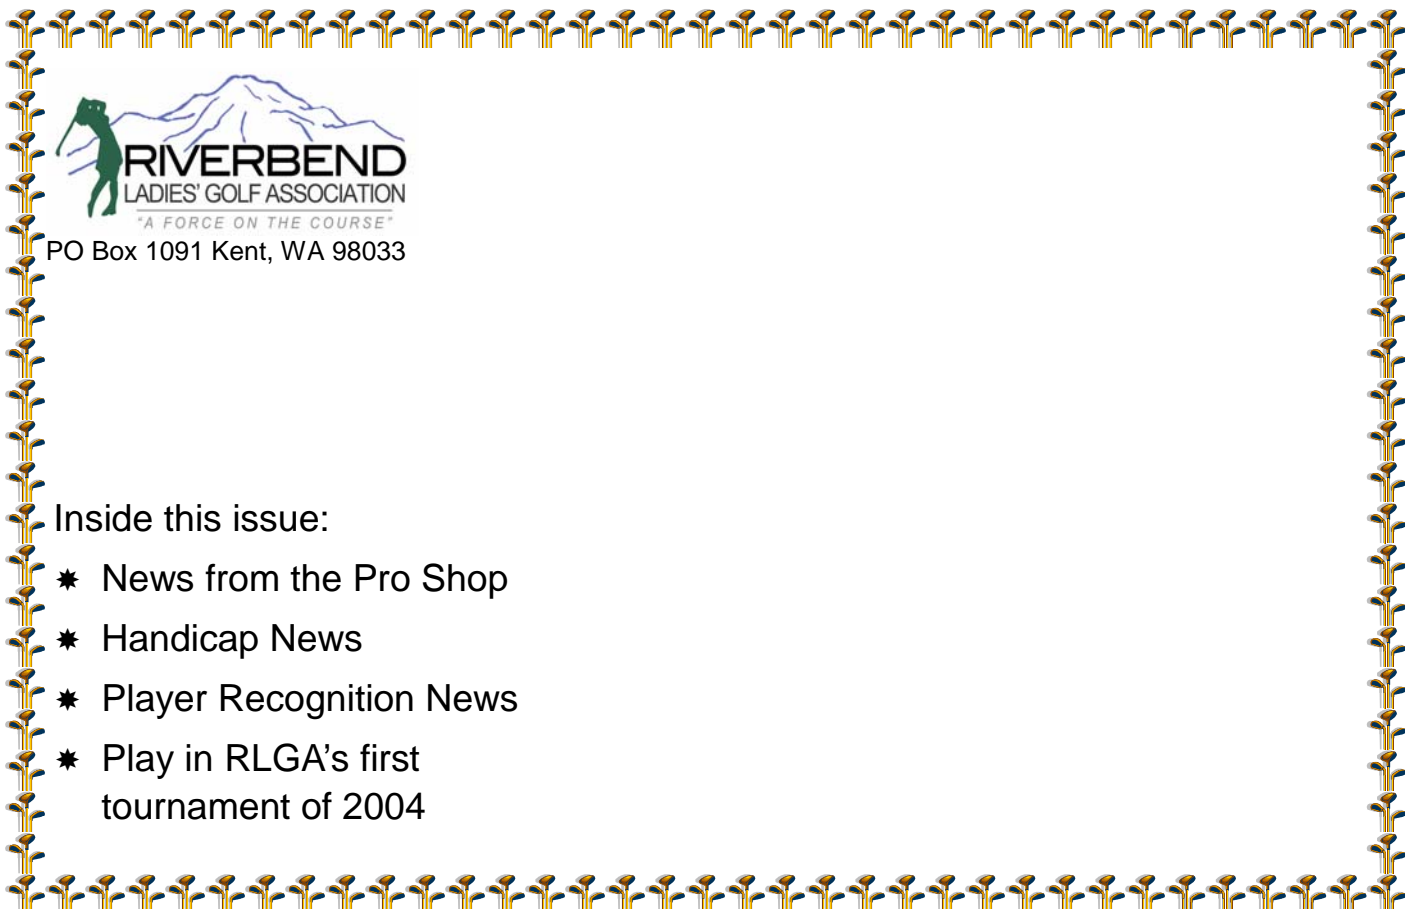 RIVERBEND
LADIES' GOLF ASSOCIATION
"A FORCE ON THE COURSE"
PO Box 1091 Kent, WA 98033
Inside this issue:
✷ News from the Pro Shop
✷ Handicap News
✷ Player Recognition News
✷ Play in RLGA’s first
tournament of 2004